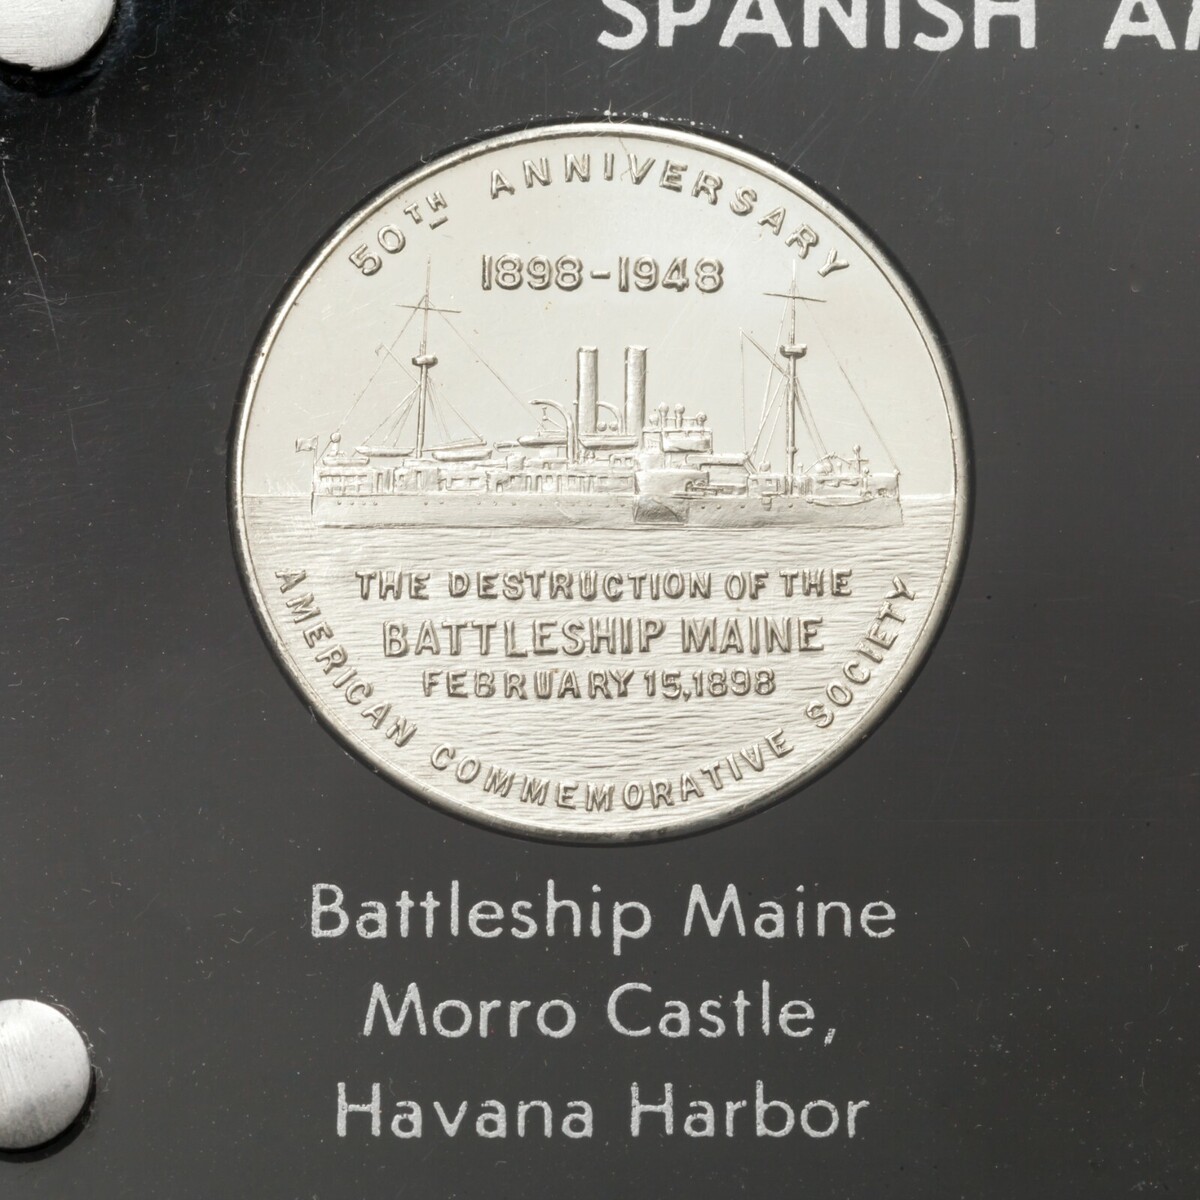 SPANISH
50TH ANNIVERSARY
1898-1948
THE DESTRUCTION OF THE
BATTLESHIP MAINE
FEBRUARY 15, 1898
AMERICAN COMMEMORATIVE SOCIETY
Battleship Maine
Morro Castle,
Havana Harbor